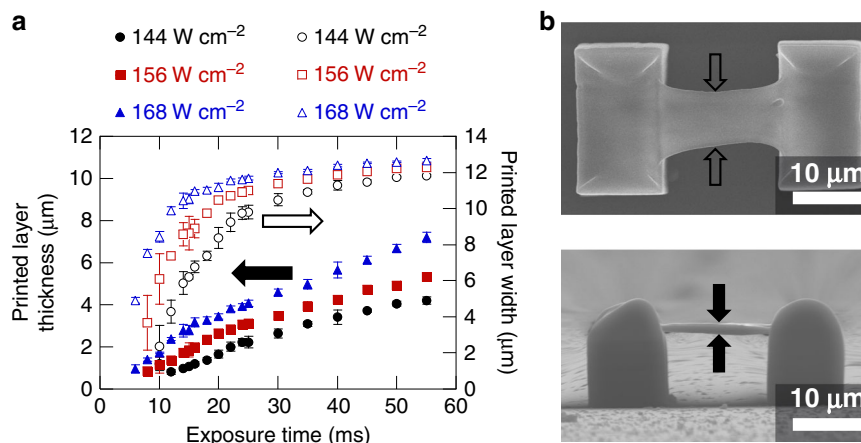 a
144 W cm⁻²
144 W cm⁻²
156 W cm⁻²
156 W cm⁻²
168 W cm⁻²
168 W cm⁻²
12
10
8
6
4
2
0
14
12
10
8
6
4
2
0
0
10
20
30
40
50
60
Printed layer
thickness (μm)
Printed layer width (μm)
Exposure time (ms)
b
10 μm
10 μm